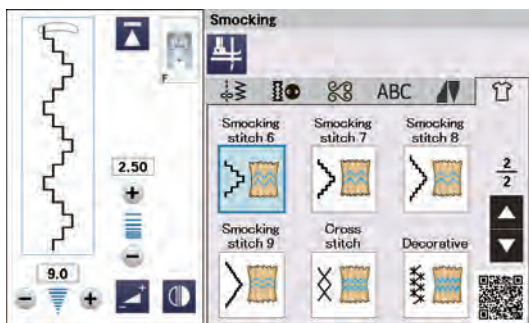 Smocking
F
ABC
Smocking
stitch 6
Smocking
stitch 7
Smocking
stitch 8
2.50
2
2
Smocking
stitch 9
Cross
stitch
Decorative
9.0